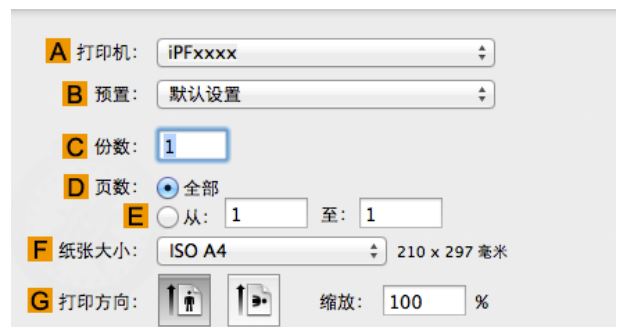 A 打印机: iPFxxxx
B 预置: 默认设置
C 份数: 1
D 页数: 全部
E 从: 1 至: 1
F 纸张大小: ISO A4 210 x 297 毫米
G 打印方向: 缩放: 100 %